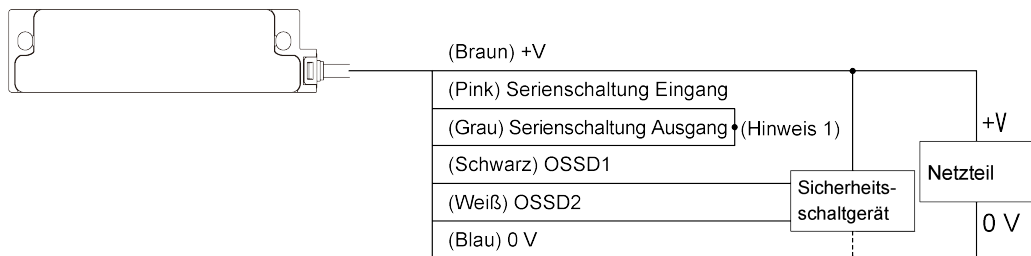 (Braun) +V
(Pink) Serienschaltung Eingang
(Grau) Serienschaltung Ausgang
(Hinweis 1)
(Schwarz) OSSD1
(Weiß) OSSD2
(Blau) 0 V
Sicherheits-
schaltgerät
+V
Netzteil
0 V